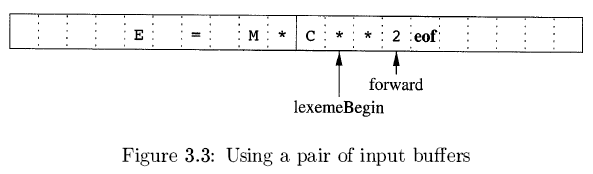 E = M * C * * 2 eof
forward
lexemeBegin
Figure 3.3: Using a pair of input buffers